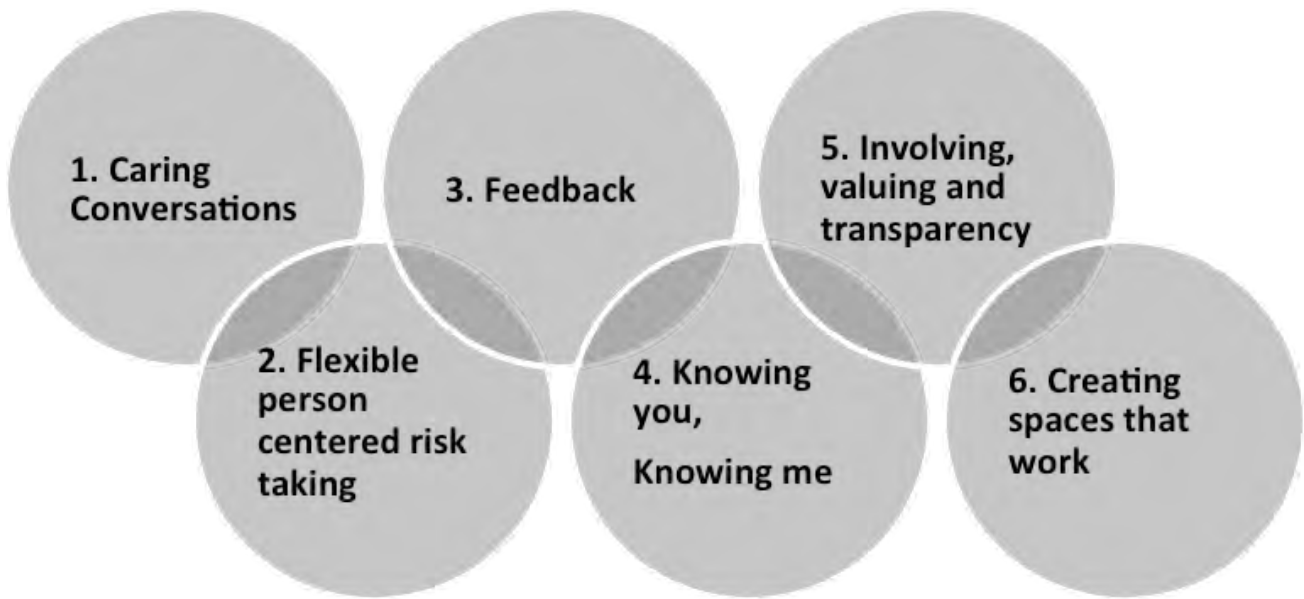 1. Caring
Conversations
2. Flexible
person
centered risk
taking
3. Feedback
4. Knowing
you,
Knowing me
5. Involving,
valuing and
transparency
6. Creating
spaces that
work